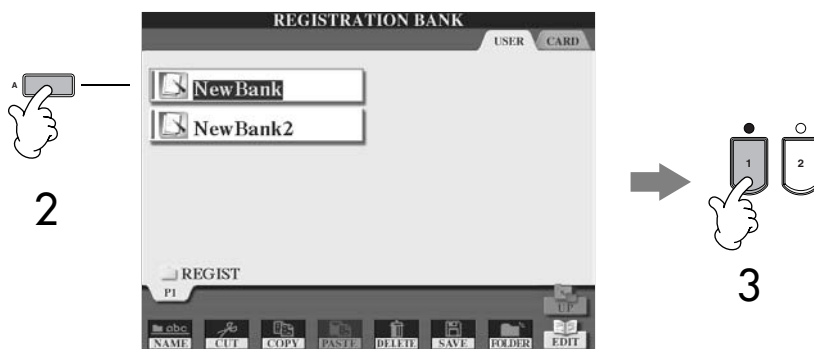 REGISTRATION BANK
USER CARD
A
NewBank
NewBank2
1 2
2
3
REGIST
P1
UP
abc
NAME CUT COPY PASTE DELETE SAVE FOLDER EDIT